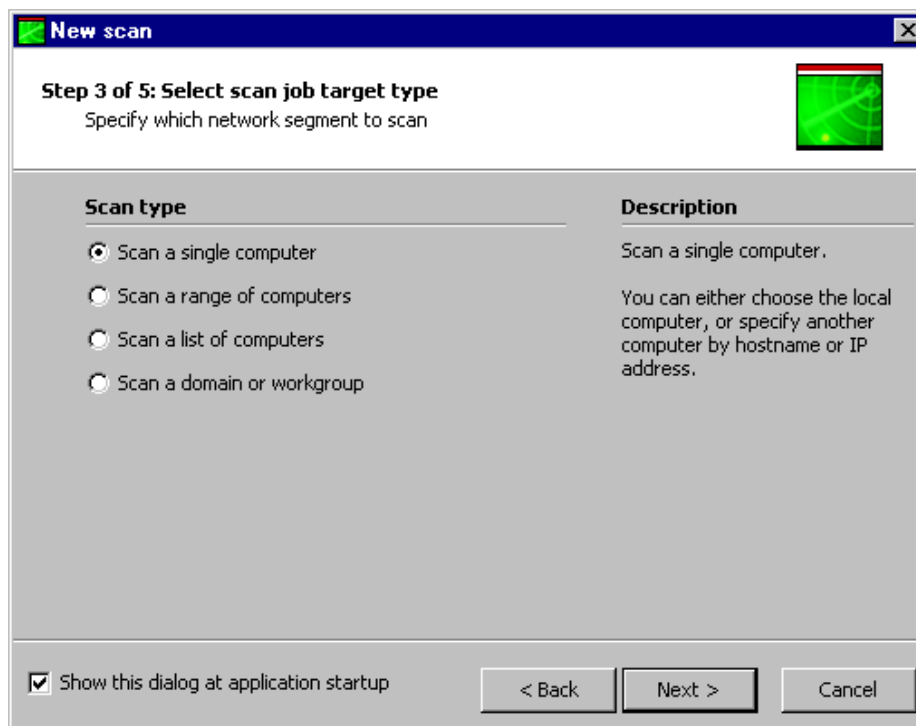 New scan
Step 3 of 5: Select scan job target type
Specify which network segment to scan
Scan type
Scan a single computer
Scan a range of computers
Scan a list of computers
Scan a domain or workgroup
Description
Scan a single computer.
You can either choose the local
computer, or specify another
computer by hostname or IP
address.
Show this dialog at application startup
< Back
Next >
Cancel